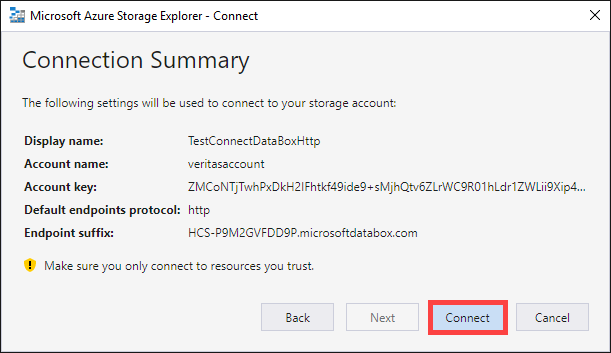 Microsoft Azure Storage Explorer - Connect
Connection Summary
The following settings will be used to connect to your storage account:
Display name: TestConnectDataBoxHttp
Account name: veritasaccount
Account key: ZMCoNTjTwhPxDkH2IFhtkf49ide9+sMjhQtv6ZLrWC9R01hLdr1ZWLii9Xip4...
Default endpoints protocol: http
Endpoint suffix: HCS-P9M2GVFDD9P.microsoftdatabox.com
Make sure you only connect to resources you trust.
Back Next Connect Cancel